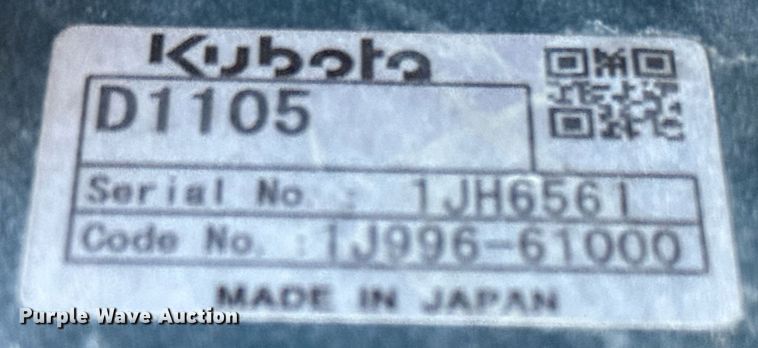 Kubota
D1105
Serial No. : 1JH6561
Code No. : 1J996-61000
MADE IN JAPAN
Purple Wave Auction